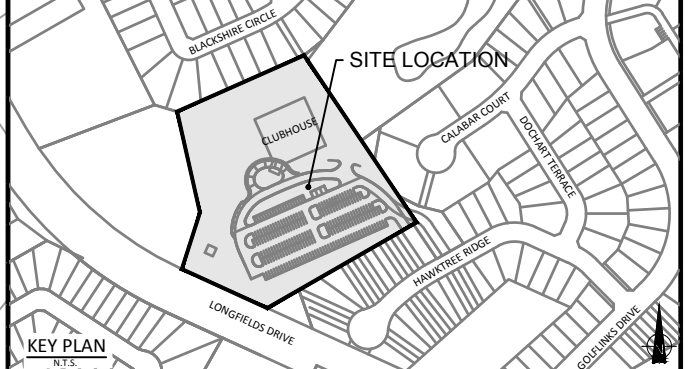 BLACKSHIRE CIRCLE
SITE LOCATION
CLUBHOUSE
CALABAR COURT
DOCHART TERRACE
HAWKTREE RIDGE
LONGFIELDS DRIVE
GOLFLINKS DRIVE
KEY PLAN
N.T.S.